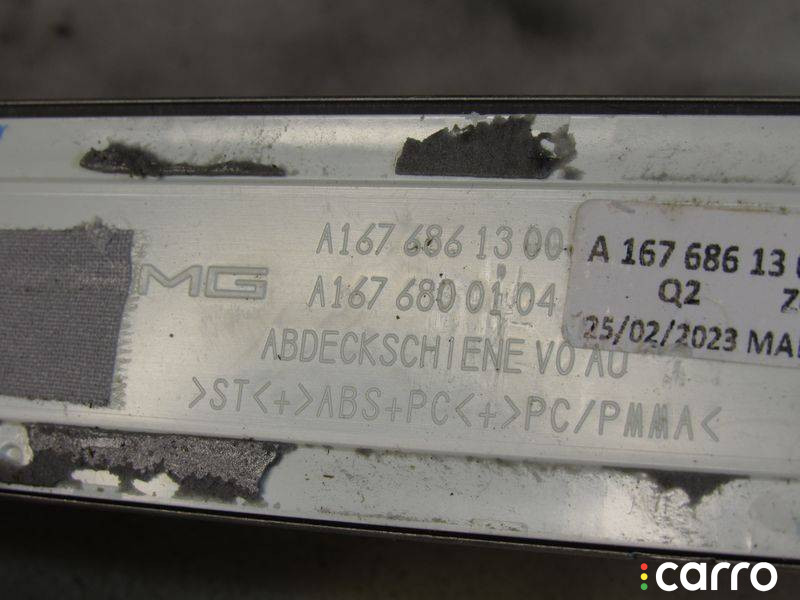 A167 686 13 00
MG
A167 680 01 04
ABDECKSCHIENE VO AU
>ST<+>ABS+PC<+>PC/PMMA<
A 167 686 13
Q2 Z
25/02/2023
carro